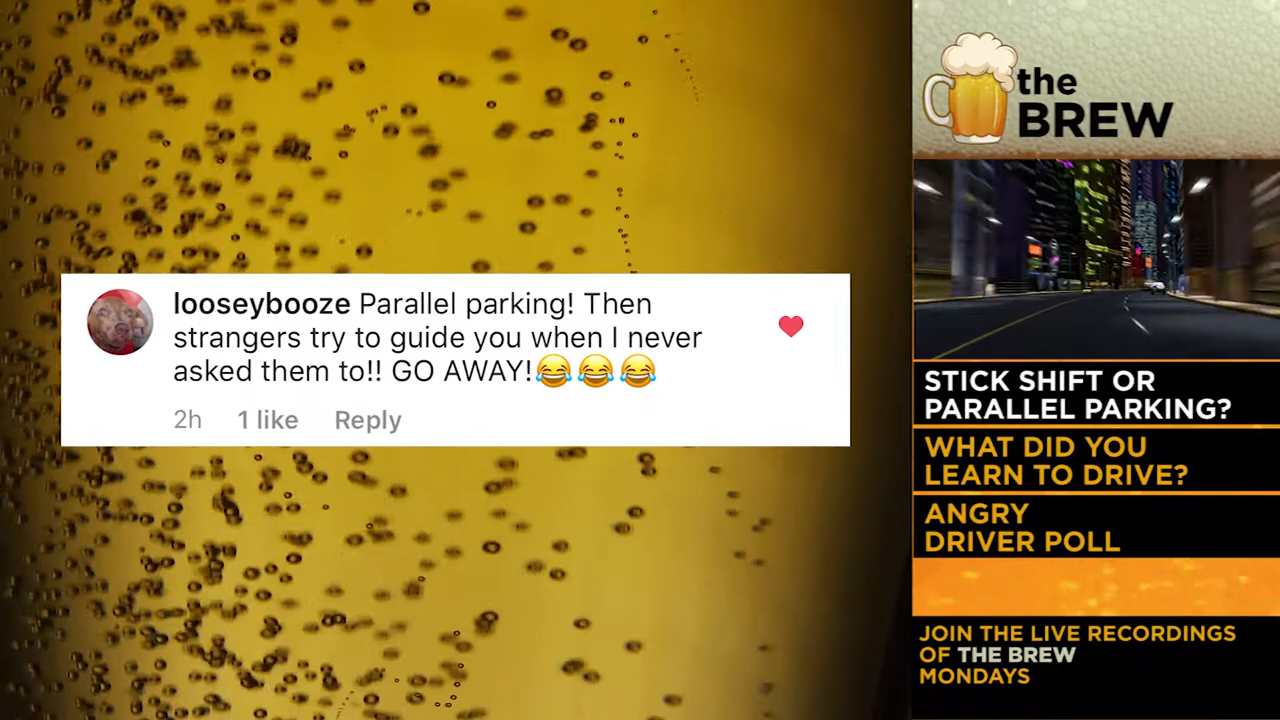 looseybooze Parallel parking! Then
strangers try to guide you when I never
asked them to!! GO AWAY!😂😂😂
2h 1 like Reply
the
BREW
STICK SHIFT OR
PARALLEL PARKING?
WHAT DID YOU
LEARN TO DRIVE?
ANGRY
DRIVER POLL
JOIN THE LIVE RECORDINGS
OF THE BREW
MONDAYS